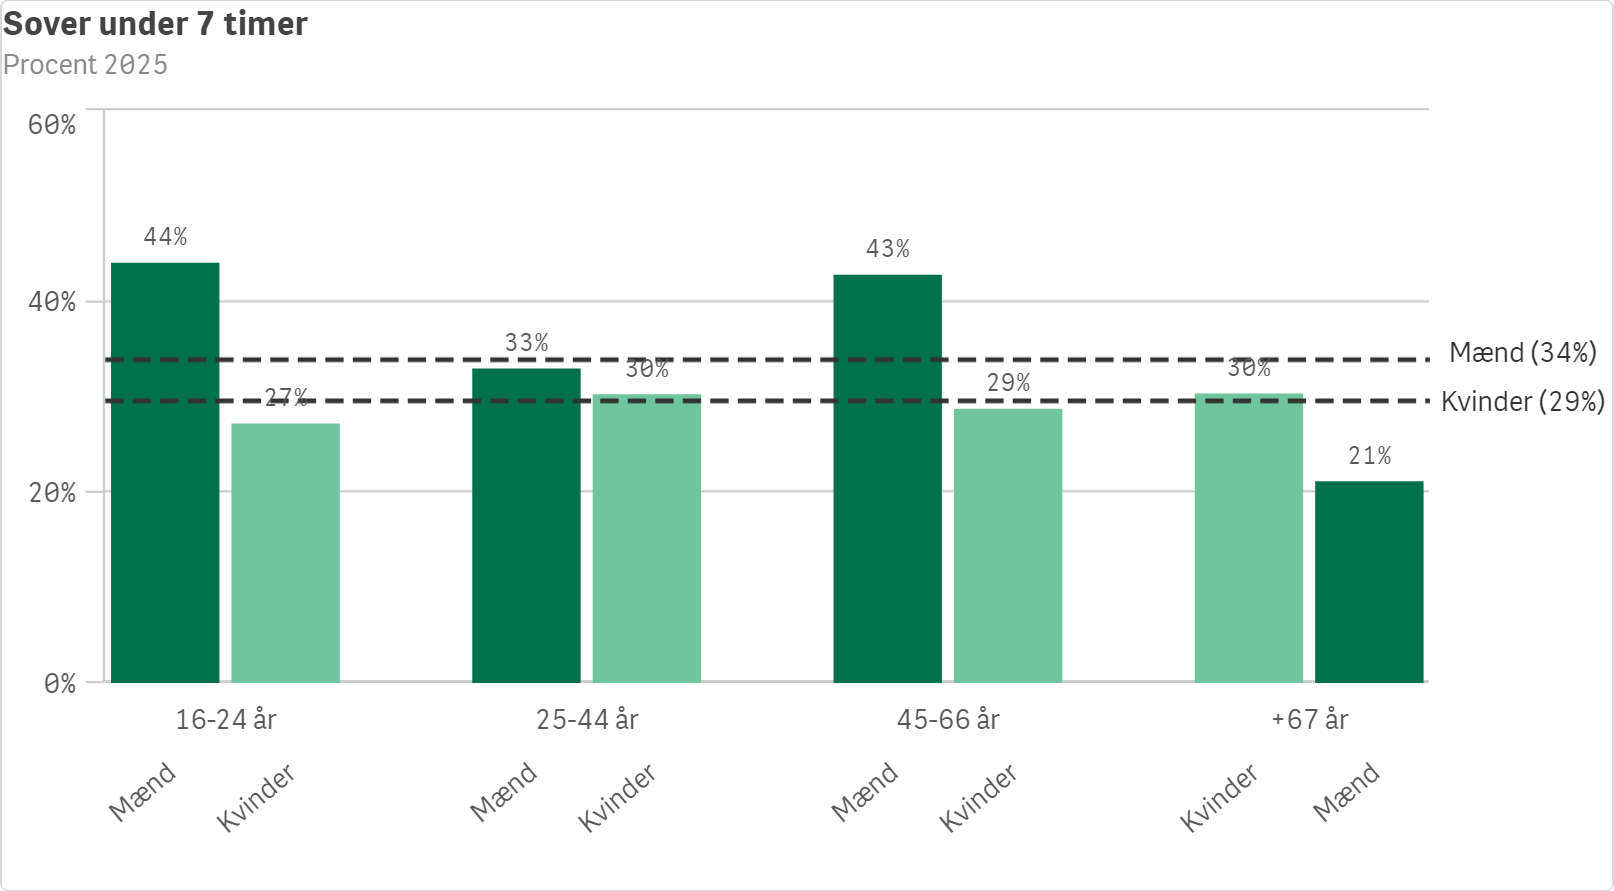 Sover under 7 timer
Procent 2025
60%
40%
20%
0%
44%
27%
33%
30%
43%
29%
30%
21%
Mænd (34%)
Kvinder (29%)
16-24 år
25-44 år
45-66 år
+67 år
Mænd
Kvinder
Mænd
Kvinder
Mænd
Kvinder
Kvinder
Mænd